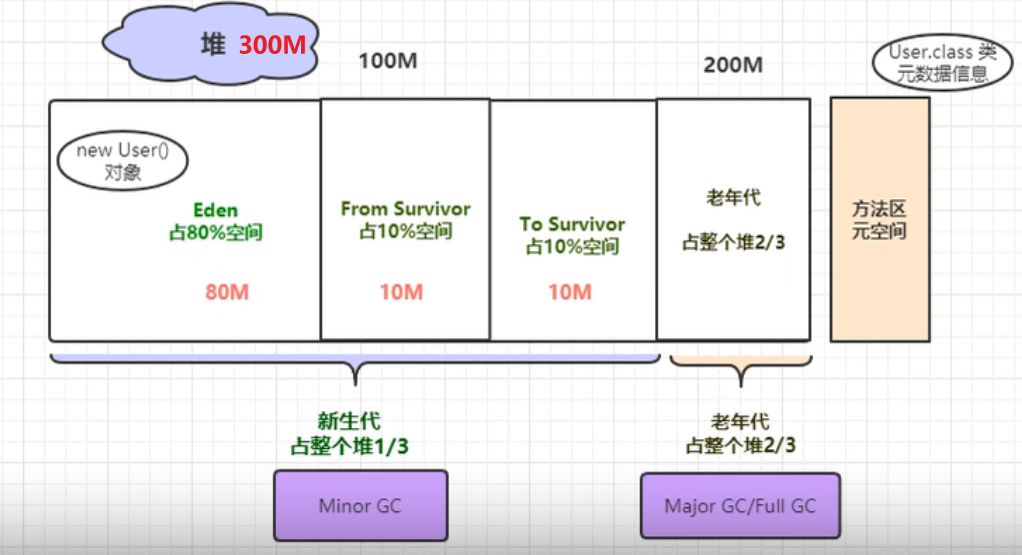 堆 300M
100M
200M
User.class 类
元数据信息
new User()
对象
Eden
占80%空间
80M
From Survivor
占10%空间
10M
To Survivor
占10%空间
10M
老年代
占整个堆2/3
方法区
元空间
新生代
占整个堆1/3
老年代
占整个堆2/3
Minor GC
Major GC/Full GC